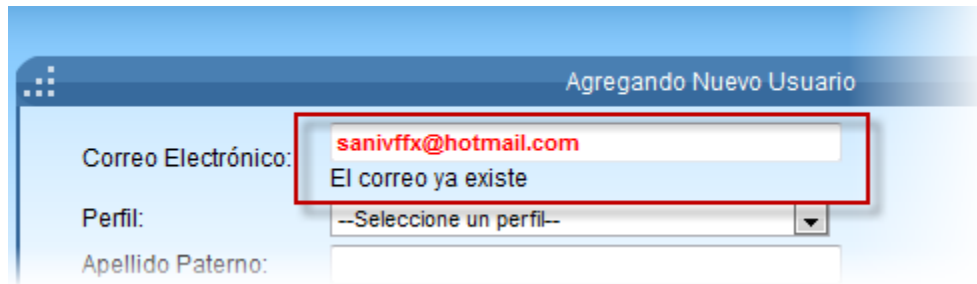 Agregando Nuevo Usuario
Correo Electrónico: sanivffx@hotmail.com
El correo ya existe
Perfil: --Seleccione un perfil--
Apellido Paterno: